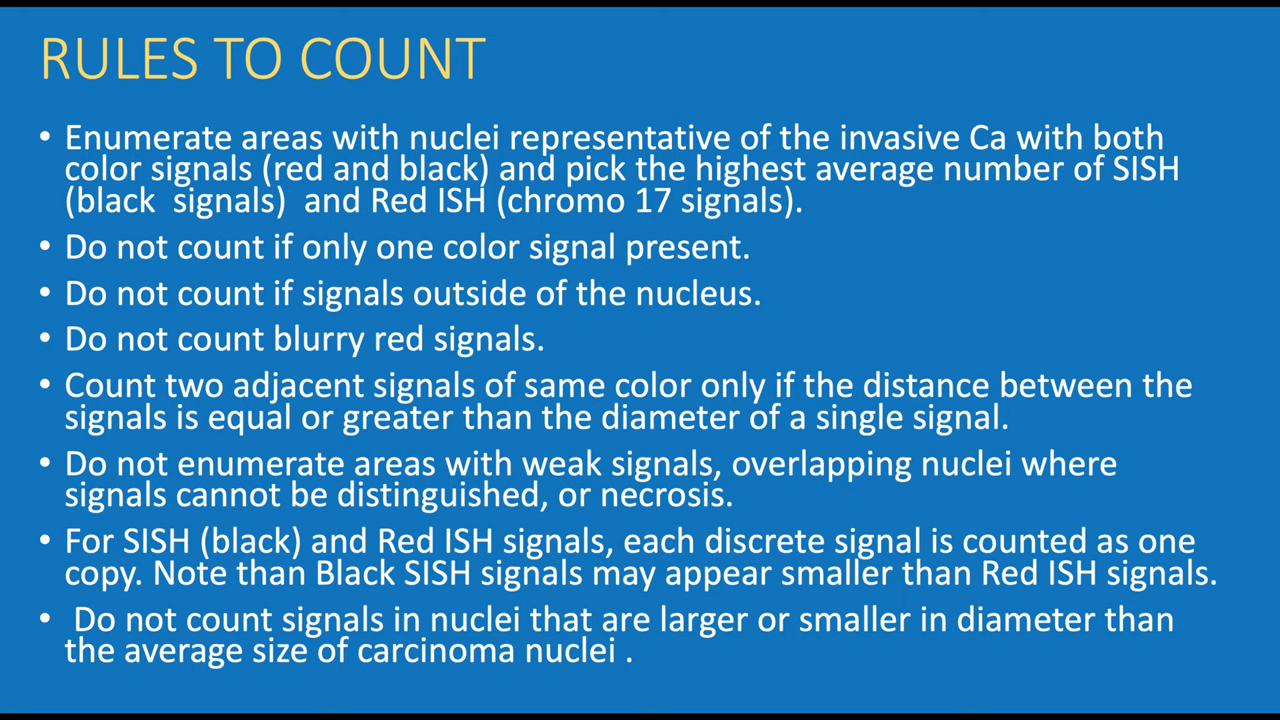 RULES TO COUNT
• Enumerate areas with nuclei representative of the invasive Ca with both
color signals (red and black) and pick the highest average number of SISH
(black  signals)  and Red ISH (chromo 17 signals).
• Do not count if only one color signal present.
• Do not count if signals outside of the nucleus.
• Do not count blurry red signals.
• Count two adjacent signals of same color only if the distance between the
signals is equal or greater than the diameter of a single signal.
• Do not enumerate areas with weak signals, overlapping nuclei where
signals cannot be distinguished, or necrosis.
• For SISH (black) and Red ISH signals, each discrete signal is counted as one
copy. Note than Black SISH signals may appear smaller than Red ISH signals.
•  Do not count signals in nuclei that are larger or smaller in diameter than
the average size of carcinoma nuclei .